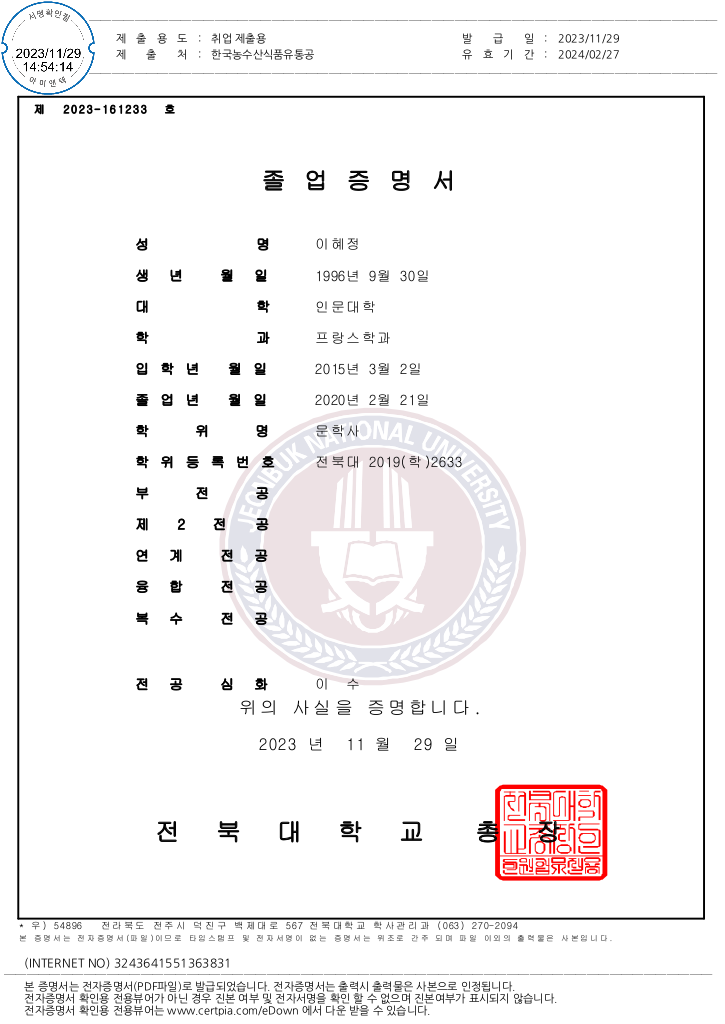 서명확인필
2023/11/29
14:54:14
아이앤텍
제 출 용 도 : 취업 제출용 발 급 일 : 2023/11/29
제 출 처 : 한국농수산식품유통공 유 효 기 간 : 2024/02/27
제 2023-161233 호
졸 업 증 명 서
성 명 이혜정
생 년 월 일 1996년 9월 30일
대 학 인문대학
학 과 프랑스학과
입 학 년 월 일 2015년 3월 2일
졸 업 년 월 일 2020년 2월 21일
학 위 명 문학사
학 위 등 록 번 호 전북대 2019(학)2633
부 전 공
제 2 전 공
연 계 전 공
융 합 전 공
복 수 전 공
JEONBUK NATIONAL UNIVERSITY
전 공 심 화 이 수
위의 사실을 증명합니다.
2023 년 11 월 29 일
전 북 대 학 교 총 장
* 우) 54896 전라북도 전주시 덕진구 백제대로 567 전북대학교 학사관리과 (063) 270-2094
본 증명서는 전자증명서(파일)이므로 타임스탬프 및 전자서명이 없는 증명서는 위조로 간주 되며 파일 이외의 출력물은 사본입니다.
(INTERNET NO) 3243641551363831
본 증명서는 전자증명서(PDF파일)로 발급되었습니다. 전자증명서는 출력시 출력물은 사본으로 인정됩니다.
전자증명서 확인용 전용뷰어가 아닌 경우 진본 여부 및 전자서명을 확인 할 수 없으며 진본여부가 표시되지 않습니다.
전자증명서 확인용 전용뷰어는 www.certpia.com/eDown 에서 다운 받을 수 있습니다.